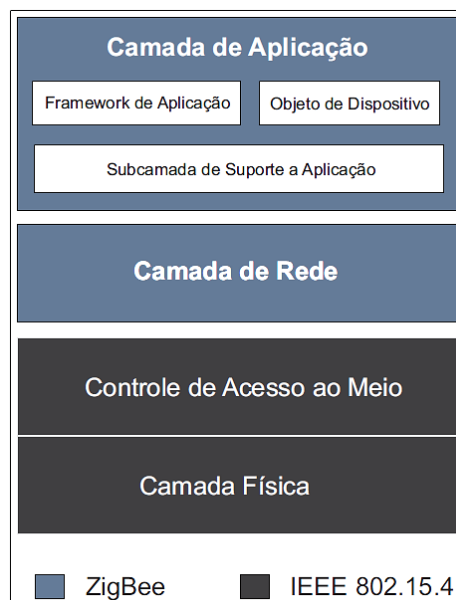 Camada de Aplicação
Framework de Aplicação
Objeto de Dispositivo
Subcamada de Suporte a Aplicação
Camada de Rede
Controle de Acesso ao Meio
Camada Física
ZigBee
IEEE 802.15.4